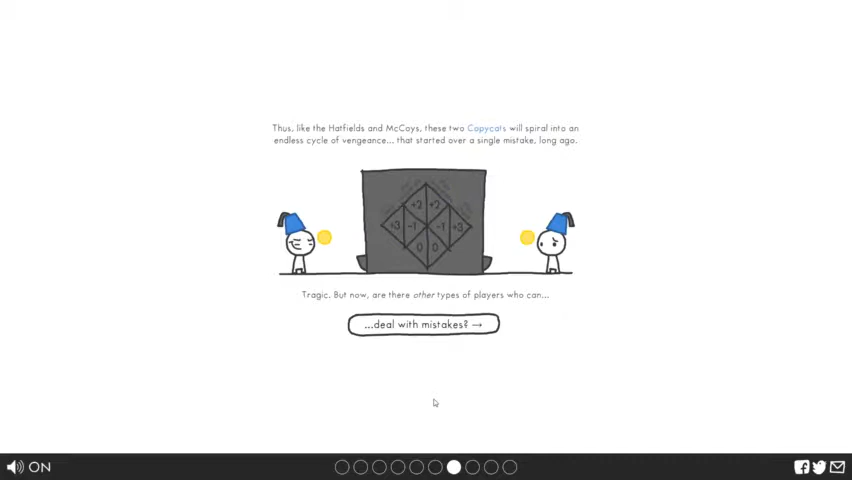 Thus, like the Hatfields and McCoys, these two Copycats will spiral into an
endless cycle of vengeance... that started over a single mistake, long ago.
+2 +2
+3 -1 -1 +3
0 0
Tragic. But now, are there other types of players who can...
...deal with mistakes? →
ON